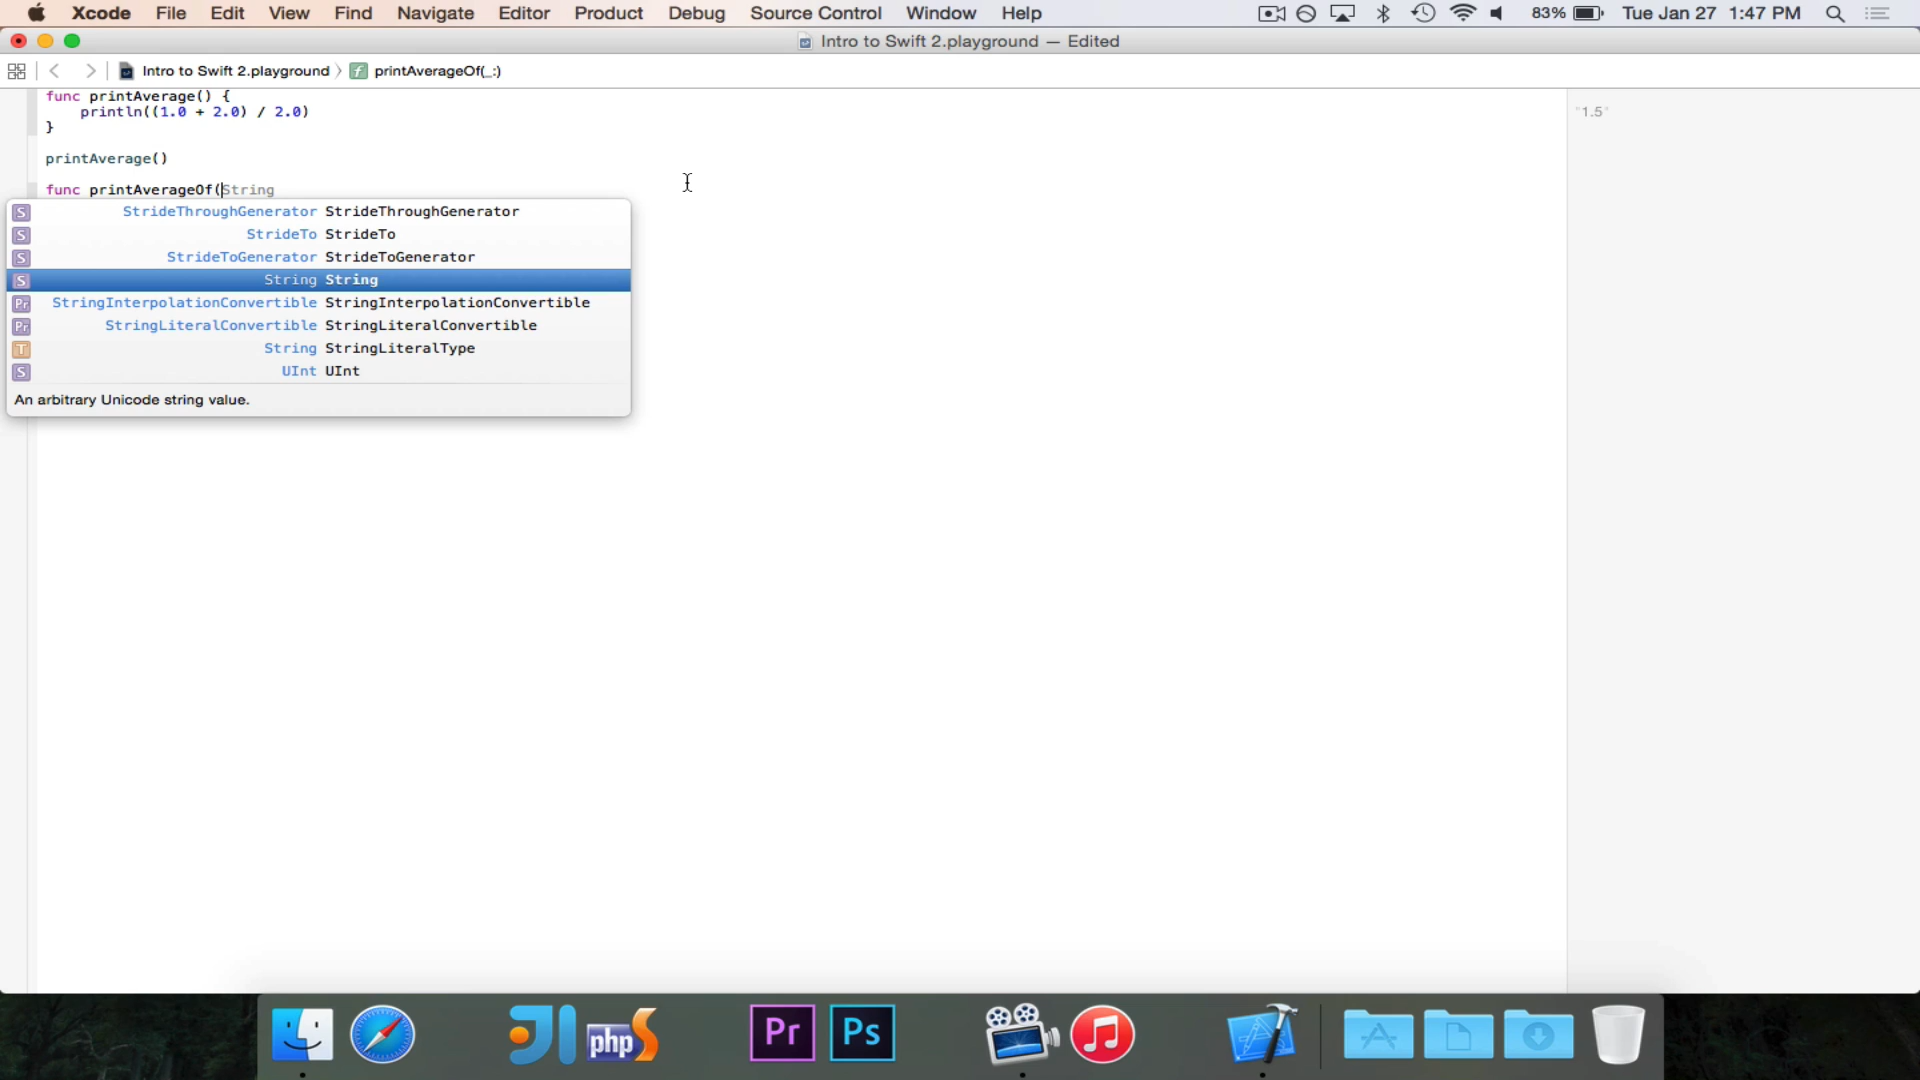 Xcode File Edit View Find Navigate Editor Product Debug Source Control Window Help 83% Tue Jan 27 1:47 PM
Intro to Swift 2.playground — Edited
Intro to Swift 2.playground f printAverageOf(_:)
func printAverage() {
println((1.0 + 2.0) / 2.0)
"1.5"
}
printAverage()
func printAverageOf(String
S StrideThroughGenerator StrideThroughGenerator
S StrideTo StrideTo
S StrideToGenerator StrideToGenerator
S String String
Pr StringInterpolationConvertible StringInterpolationConvertible
Pr StringLiteralConvertible StringLiteralConvertible
T String StringLiteralType
S UInt UInt
An arbitrary Unicode string value.
JI php S Pr Ps